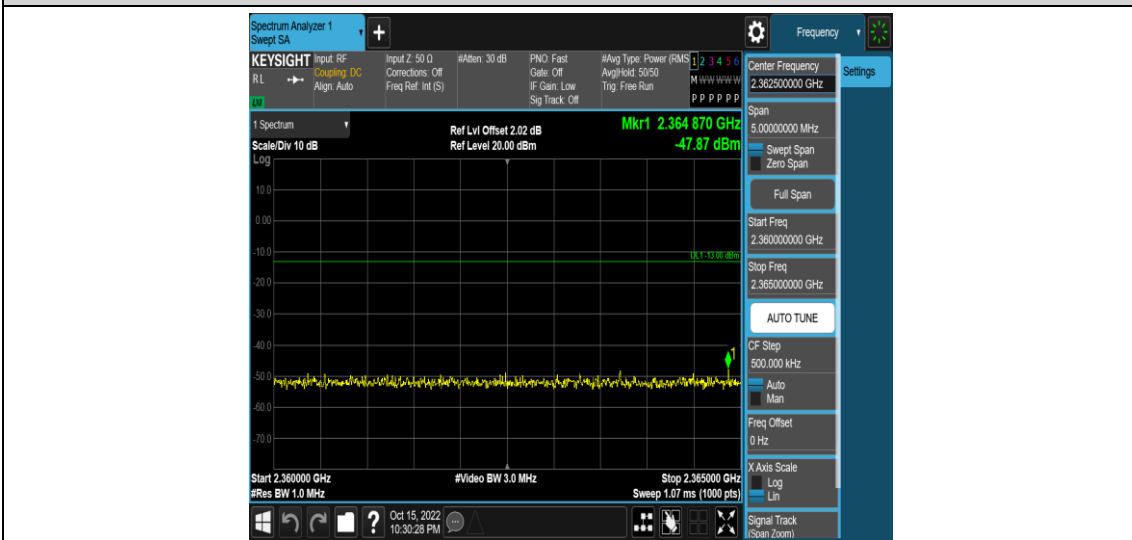 Spectrum Analyzer 1
Swept SA
+
Frequency
KEYSIGHT
Input: RF
Coupling: DC
Align: Auto
R L
LNI
Input Z: 50 Ω
Corrections: Off
Freq Ref: Int (S)
#Atten: 30 dB
PNO: Fast
Gate: Off
IF Gain: Low
Sig Track: Off
#Avg Type: Power (RMS
Avg|Hold: 50/50
Trig: Free Run
1 2 3 4 5 6
M W W W W W
P P P P P P
1 Spectrum
Scale/Div 10 dB
Log
Ref Lvl Offset 2.02 dB
Ref Level 20.00 dBm
Mkr1 2.364 870 GHz
-47.87 dBm
10.0
0.00
-10.0
DL1 -13.00 dBm
-20.0
-30.0
-40.0
1
-50.0
-60.0
-70.0
Start 2.360000 GHz
#Res BW 1.0 MHz
#Video BW 3.0 MHz
Stop 2.365000 GHz
Sweep 1.07 ms (1000 pts)
?
Oct 15, 2022
10:30:28 PM
Center Frequency
2.362500000 GHz
Settings
Span
5.00000000 MHz
Swept Span
Zero Span
Full Span
Start Freq
2.360000000 GHz
Stop Freq
2.365000000 GHz
AUTO TUNE
CF Step
500.000 kHz
Auto
Man
Freq Offset
0 Hz
X Axis Scale
Log
Lin
Signal Track
(Span Zoom)